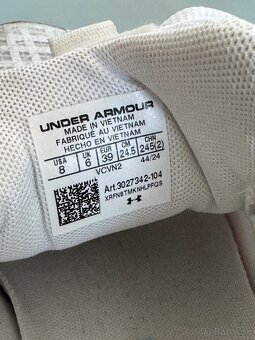 UNDER ARMOUR
MADE IN VIETNAM
FABRIQUÉ AU VIETNAM
HECHO EN VIETNAM
USA UK EUR CM CHN
8 6 39 24.5 245(2)
VCVN2 44/24
Art.3027342-104
XRFN8TMKNHLPPQS